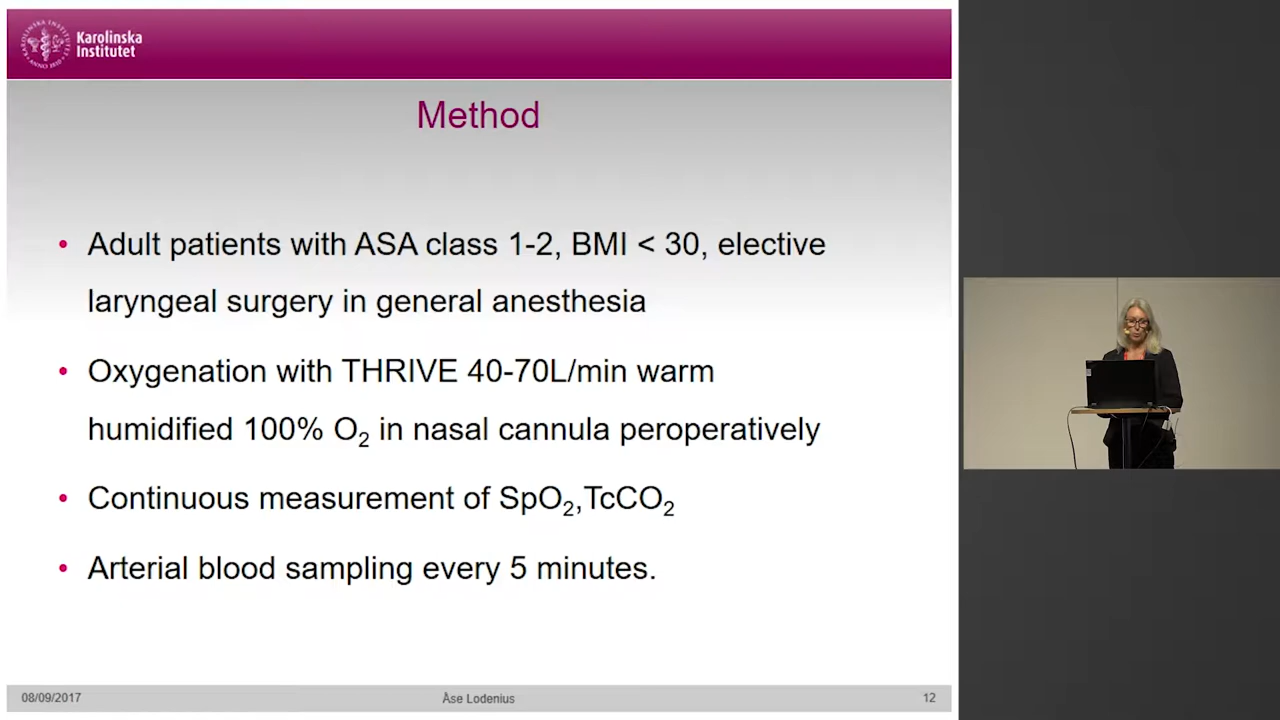 Karolinska
Institutet
ANNO 1810
Method
• Adult patients with ASA class 1-2, BMI < 30, elective
laryngeal surgery in general anesthesia
• Oxygenation with THRIVE 40-70L/min warm
humidified 100% O₂ in nasal cannula peroperatively
• Continuous measurement of SpO₂,TcCO₂
• Arterial blood sampling every 5 minutes.
08/09/2017
Åse Lodenius
12